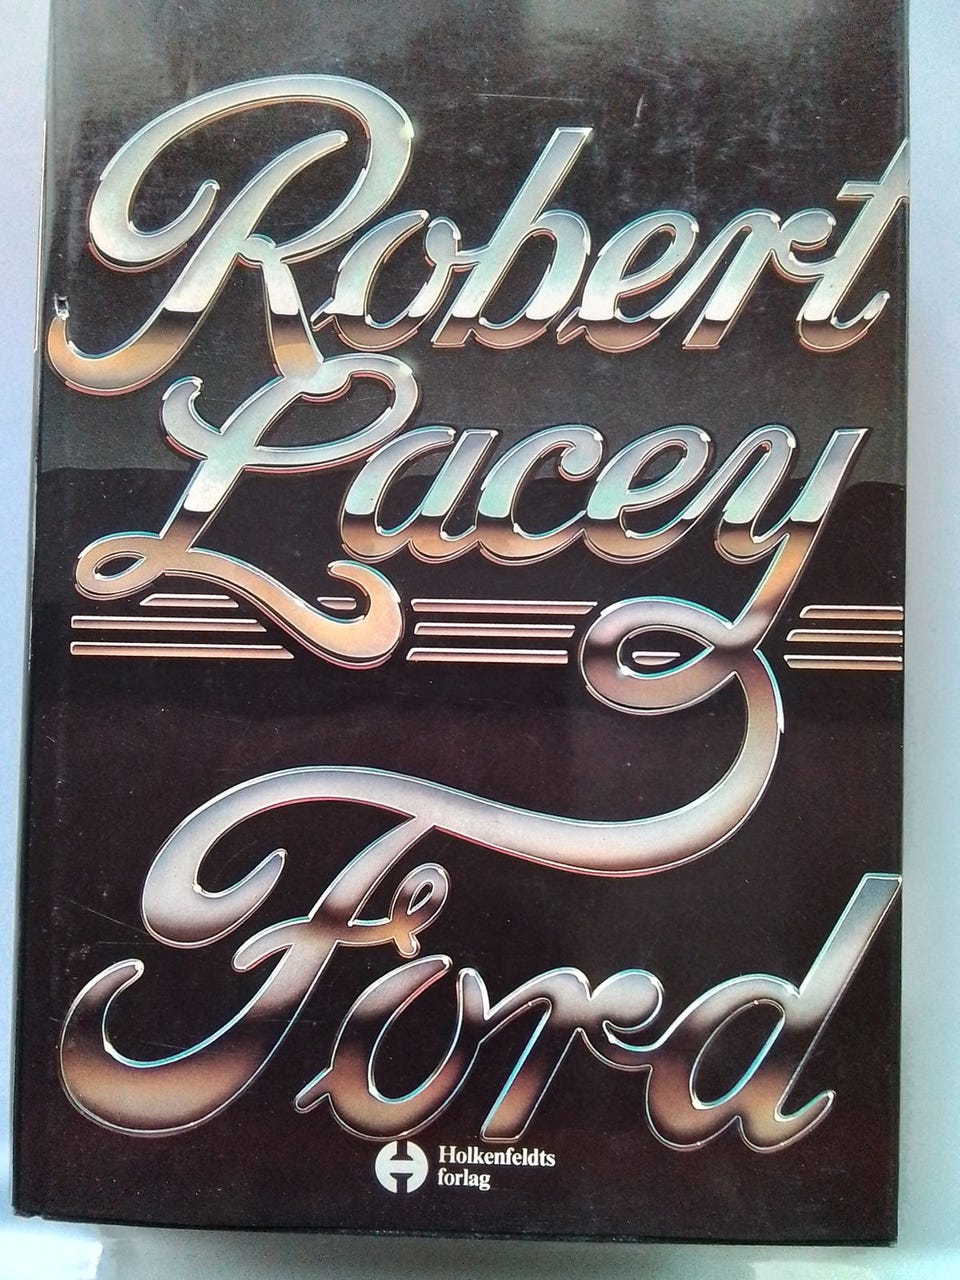 Robert
Lacey
Ford
Holkenfeldts
forlag